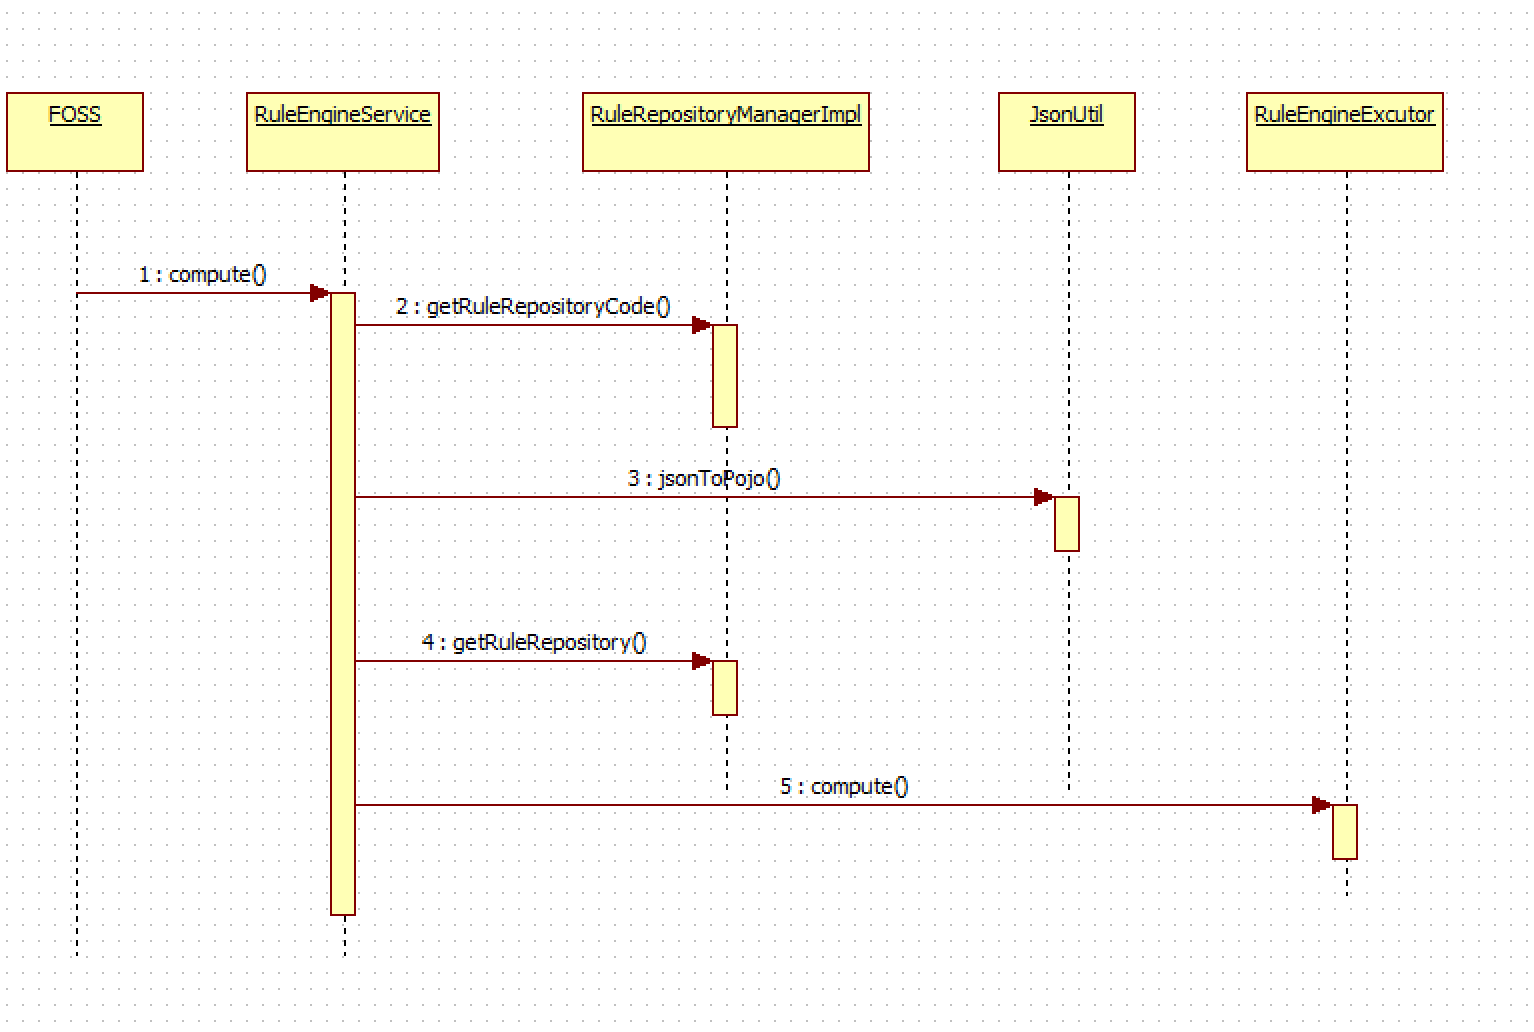 FOSS
RuleEngineService
RuleRepositoryManagerImpl
JsonUtil
RuleEngineExcutor
1 : compute()
2 : getRuleRepositoryCode()
3 : jsonToPojo()
4 : getRuleRepository()
5 : compute()